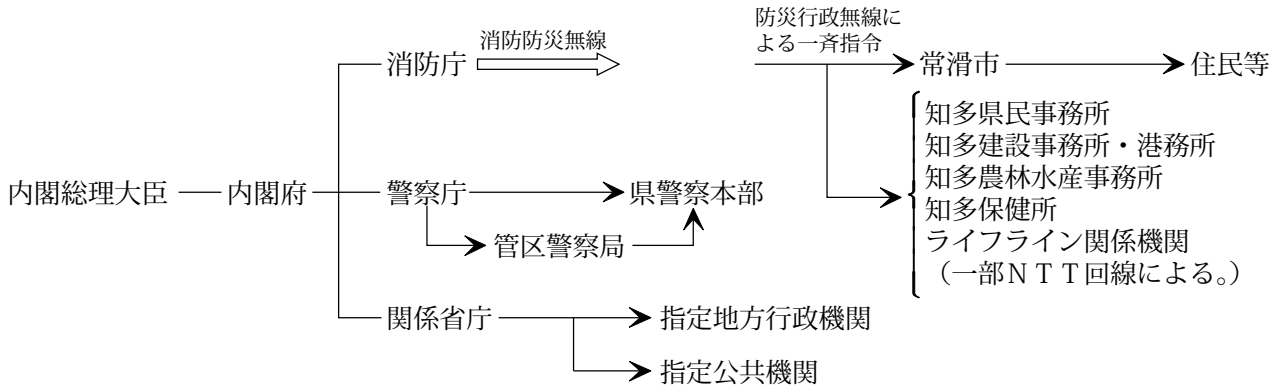 防災行政無線に
よる一斉指令
消防防災無線
消防庁
常滑市
住民等
知多県民事務所
知多建設事務所・港務所
知多農林水産事務所
知多保健所
ライフライン関係機関
（一部ＮＴＴ回線による。）
内閣総理大臣
内閣府
警察庁
県警察本部
管区警察局
関係省庁
指定地方行政機関
指定公共機関